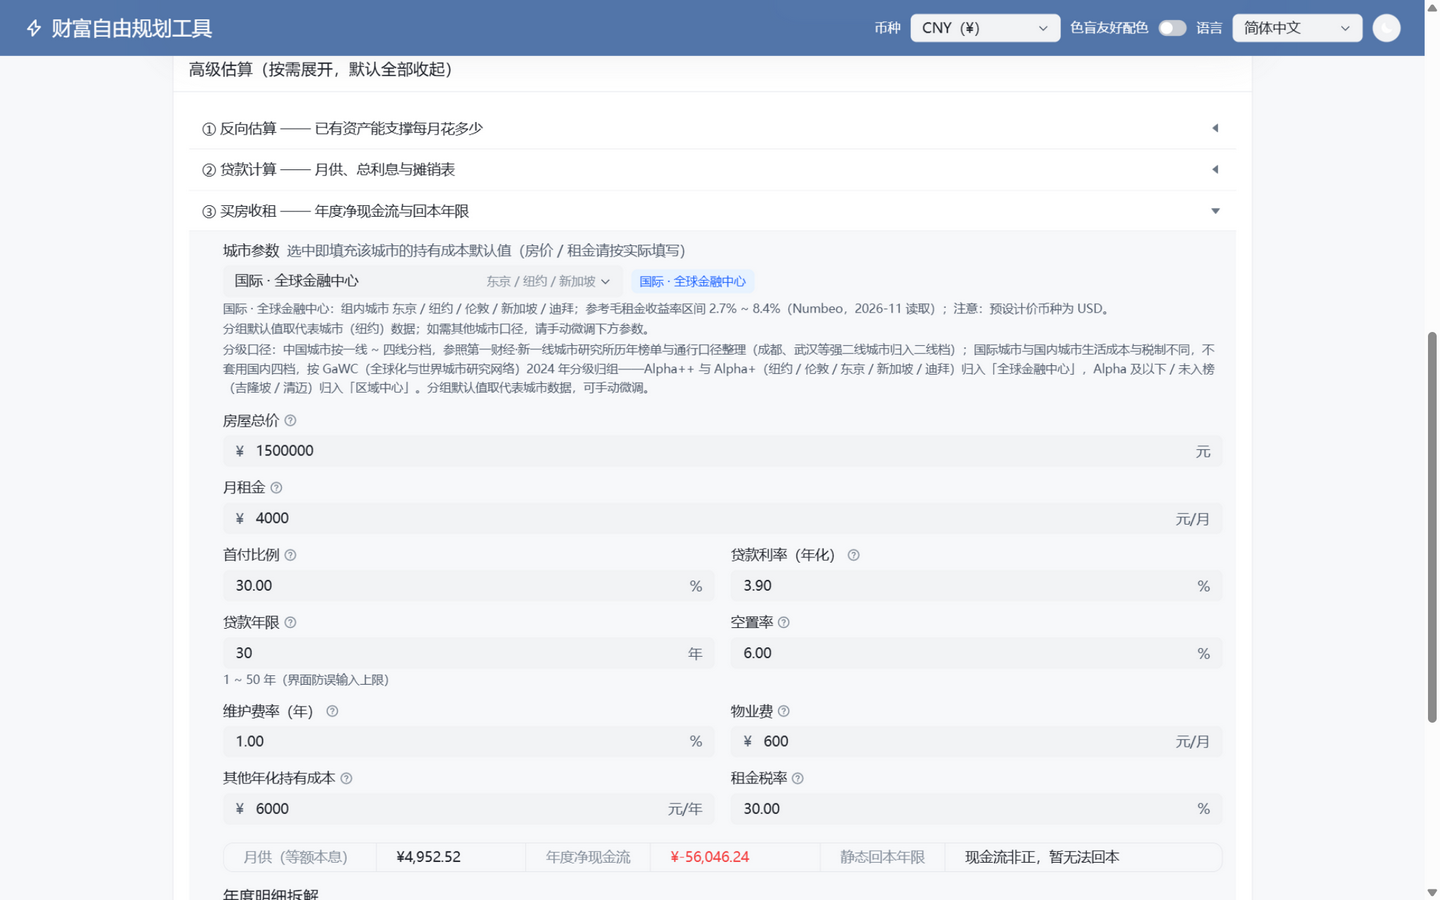 财富自由规划工具
币种
CNY（¥）
色盲友好配色
语言
简体中文
高级估算（按需展开，默认全部收起）
① 反向估算 —— 已有资产能支撑每月花多少
② 贷款计算 —— 月供、总利息与摊销表
③ 买房收租 —— 年度净现金流与回本年限
城市参数 选中即填充该城市的持有成本默认值（房价 / 租金请按实际填写）
国际 · 全球金融中心 东京 / 纽约 / 新加坡 国际 · 全球金融中心
国际 · 全球金融中心：组内城市 东京 / 纽约 / 伦敦 / 新加坡 / 迪拜；参考毛租金收益率区间 2.7% ~ 8.4%（Numbeo，2026-11 读取）；注意：预设计价币种为 USD。
分组默认值取代表城市（纽约）数据；如需其他城市口径，请手动微调下方参数。
分级口径：中国城市按一线 ~ 四线分档，参照第一财经·新一线城市研究所历年榜单与通行口径整理（成都、武汉等强二线城市归入二线档）；国际城市与国内城市生活成本与税制不同，不
套用国内四档，按 GaWC（全球化与世界城市研究网络）2024 年分级归组——Alpha++ 与 Alpha+（纽约 / 伦敦 / 东京 / 新加坡 / 迪拜）归入「全球金融中心」，Alpha 及以下 / 未入榜
（吉隆坡 / 清迈）归入「区域中心」。分组默认值取代表城市数据，可手动微调。
房屋总价
¥ 1500000 元
月租金
¥ 4000 元/月
首付比例
30.00 %
贷款利率（年化）
3.90 %
贷款年限
30 年
1 ~ 50 年（界面防误输入上限）
空置率
6.00 %
维护费率（年）
1.00 %
物业费
¥ 600 元/月
其他年化持有成本
¥ 6000 元/年
租金税率
30.00 %
月供（等额本息） ¥4,952.52 年度净现金流 ¥-56,046.24 静态回本年限 现金流非正，暂无法回本
年度明细拆解